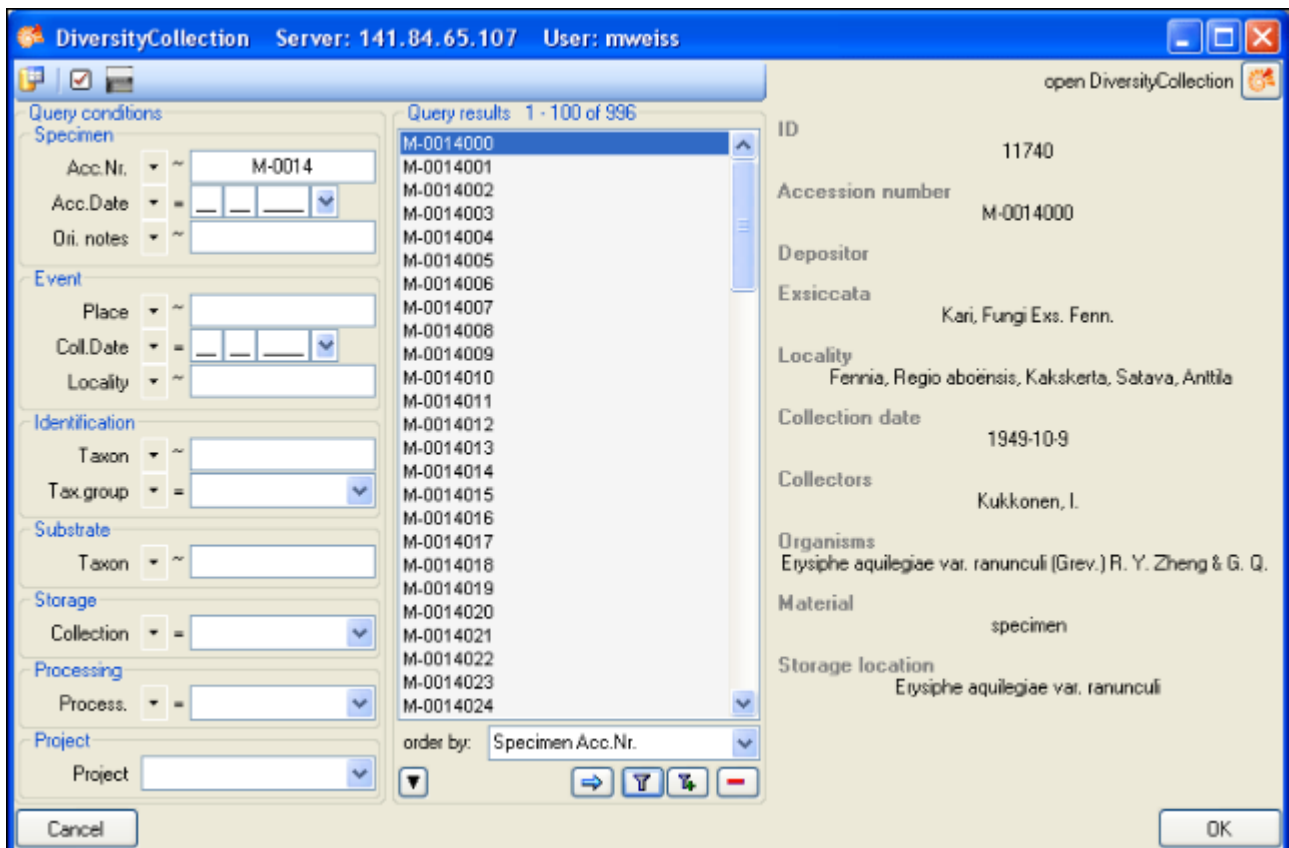 DiversityCollection Server: 141.84.65.107 User: mweiss
open DiversityCollection
Query conditions
Specimen
Acc.Nr. ~ M-0014
Acc.Date = __ __ ____
Ori. notes ~
Event
Place ~
Coll.Date = __ __ ____
Locality ~
Identification
Taxon ~
Tax.group =
Substrate
Taxon ~
Storage
Collection =
Processing
Process. =
Project
Project
Cancel
Query results 1 - 100 of 996
M-0014000
M-0014001
M-0014002
M-0014003
M-0014004
M-0014005
M-0014006
M-0014007
M-0014008
M-0014009
M-0014010
M-0014011
M-0014012
M-0014013
M-0014014
M-0014015
M-0014016
M-0014017
M-0014018
M-0014019
M-0014020
M-0014021
M-0014022
M-0014023
M-0014024
order by: Specimen Acc.Nr.
ID
11740
Accession number
M-0014000
Depositor
Exsiccata
Kari, Fungi Exs. Fenn.
Locality
Fennia, Regio aboënsis, Kakskerta, Satava, Anttila
Collection date
1949-10-9
Collectors
Kukkonen, I.
Organisms
Erysiphe aquilegiae var. ranunculi (Grev.) R. Y. Zheng & G. Q.
Material
specimen
Storage location
Erysiphe aquilegiae var. ranunculi
OK